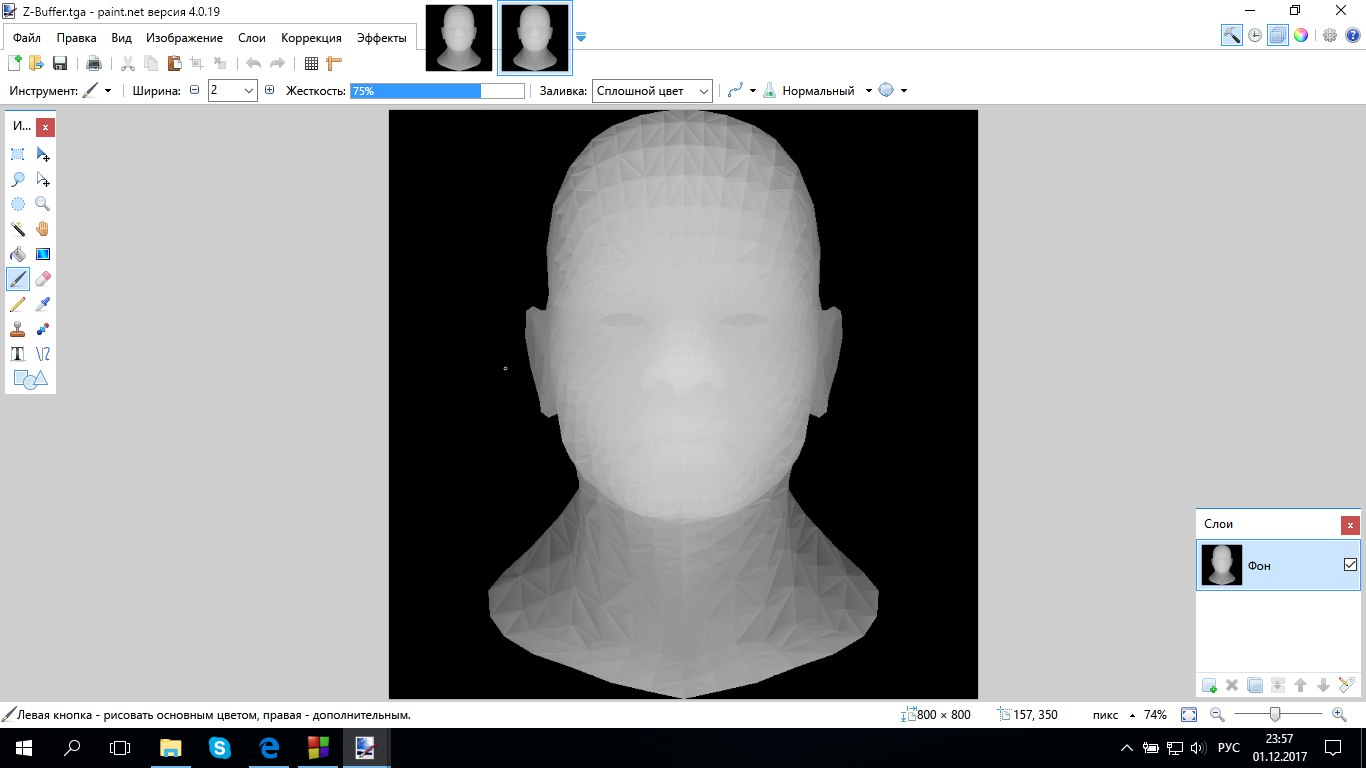 Z-Buffer.tga - paint.net версия 4.0.19
Файл Правка Вид Изображение Слои Коррекция Эффекты
Инструмент: Ширина: 2 Жесткость: 75% Заливка: Сплошной цвет Нормальный
И... x
Слои x
Фон
Левая кнопка - рисовать основным цветом, правая - дополнительным. 800 × 800 157, 350 пикс 74%
РУС 23:57
01.12.2017